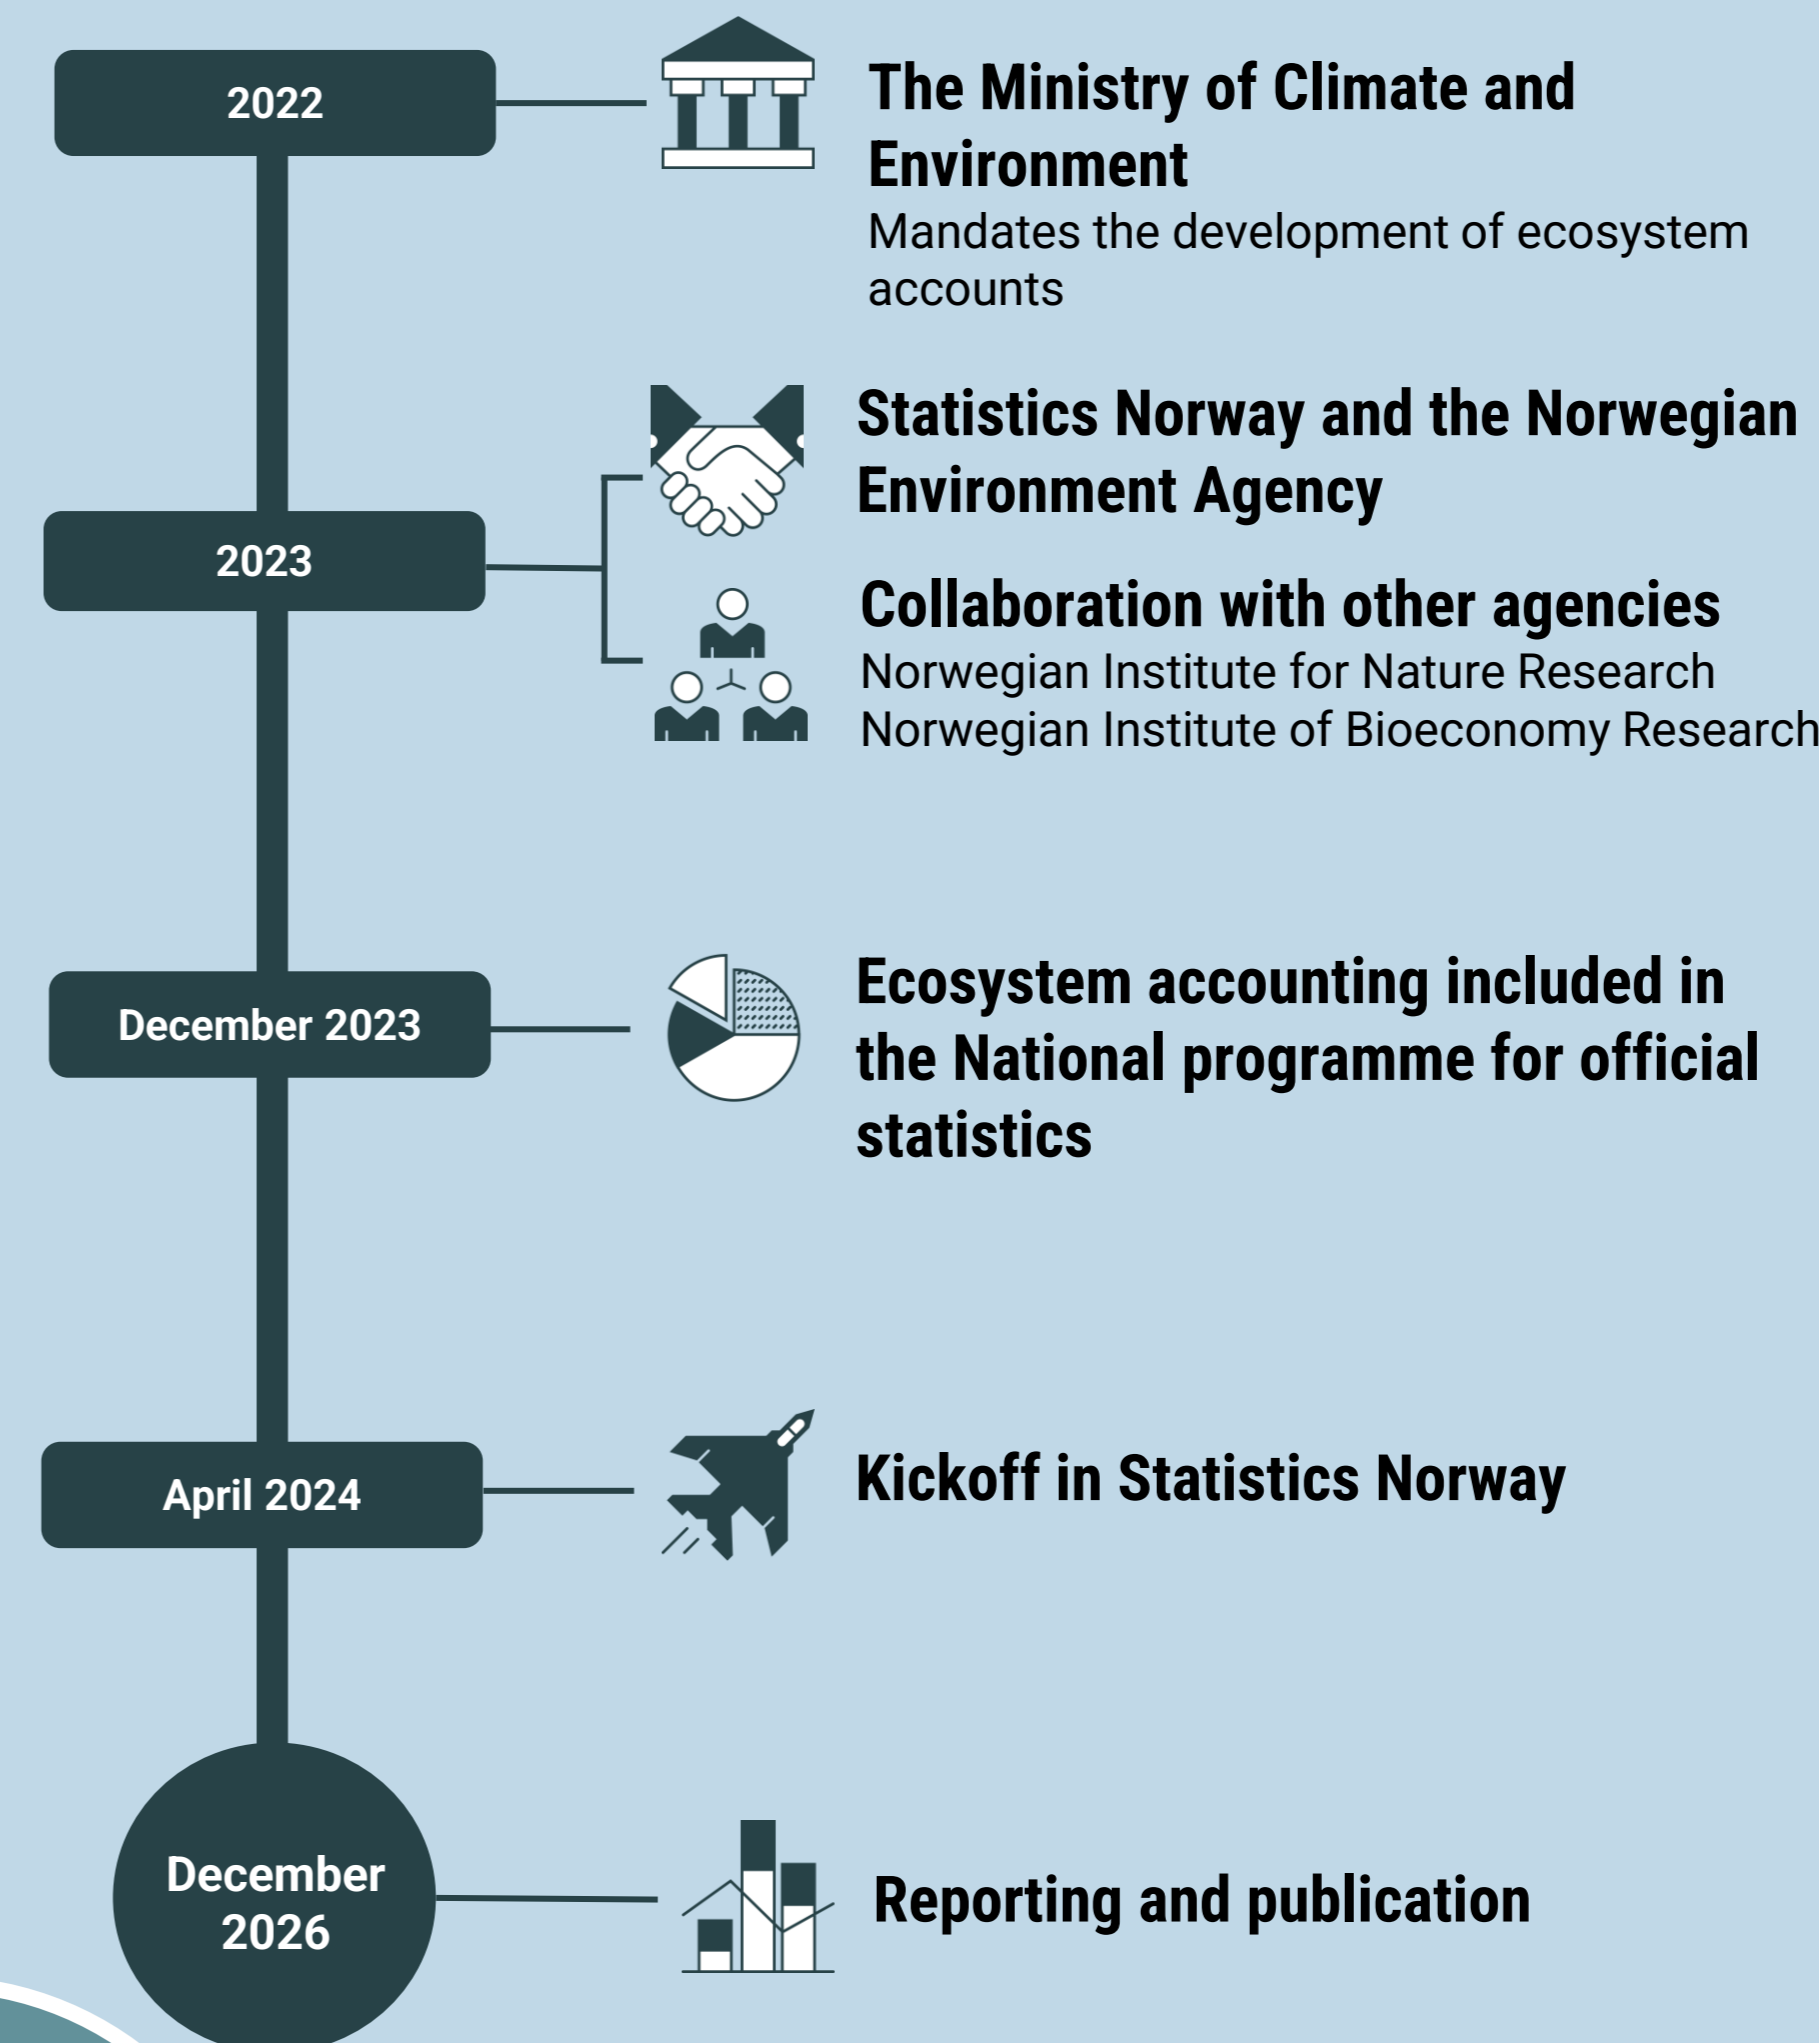 2022
The Ministry of Climate and
Environment
Mandates the development of ecosystem
accounts
2023
Statistics Norway and the Norwegian
Environment Agency
Collaboration with other agencies
Norwegian Institute for Nature Research
Norwegian Institute of Bioeconomy Research
December 2023
Ecosystem accounting included in
the National programme for official
statistics
April 2024
Kickoff in Statistics Norway
December
2026
Reporting and publication